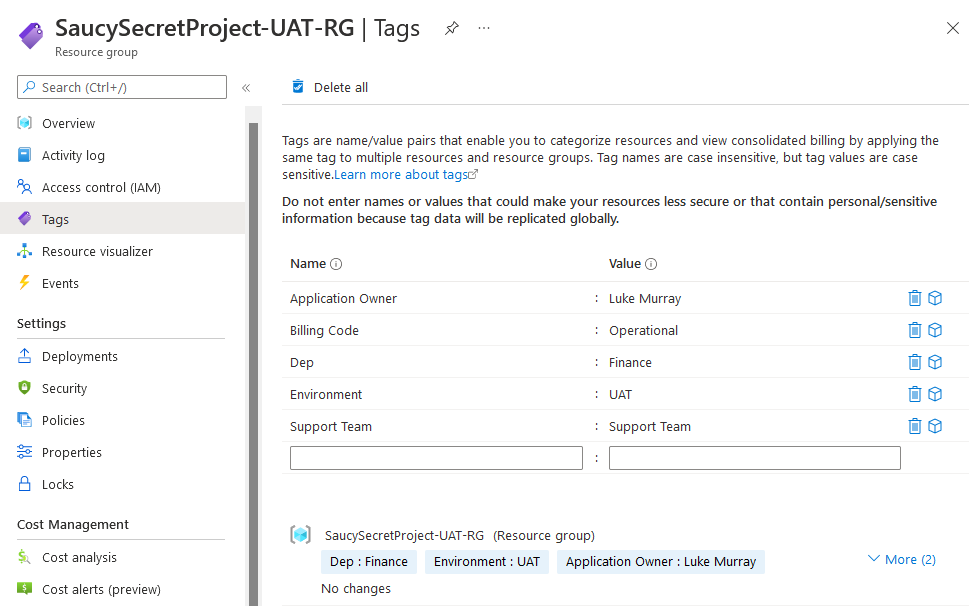 SaucySecretProject-UAT-RG | Tags
Resource group
Search (Ctrl+/)
Overview
Activity log
Access control (IAM)
Tags
Resource visualizer
Events
Settings
Deployments
Security
Policies
Properties
Locks
Cost Management
Cost analysis
Cost alerts (preview)
Delete all
Tags are name/value pairs that enable you to categorize resources and view consolidated billing by applying the
same tag to multiple resources and resource groups. Tag names are case insensitive, but tag values are case
sensitive.Learn more about tags
Do not enter names or values that could make your resources less secure or that contain personal/sensitive
information because tag data will be replicated globally.
Name Value
Application Owner : Luke Murray
Billing Code : Operational
Dep : Finance
Environment : UAT
Support Team : Support Team
:
SaucySecretProject-UAT-RG (Resource group)
Dep : Finance Environment : UAT Application Owner : Luke Murray More (2)
No changes